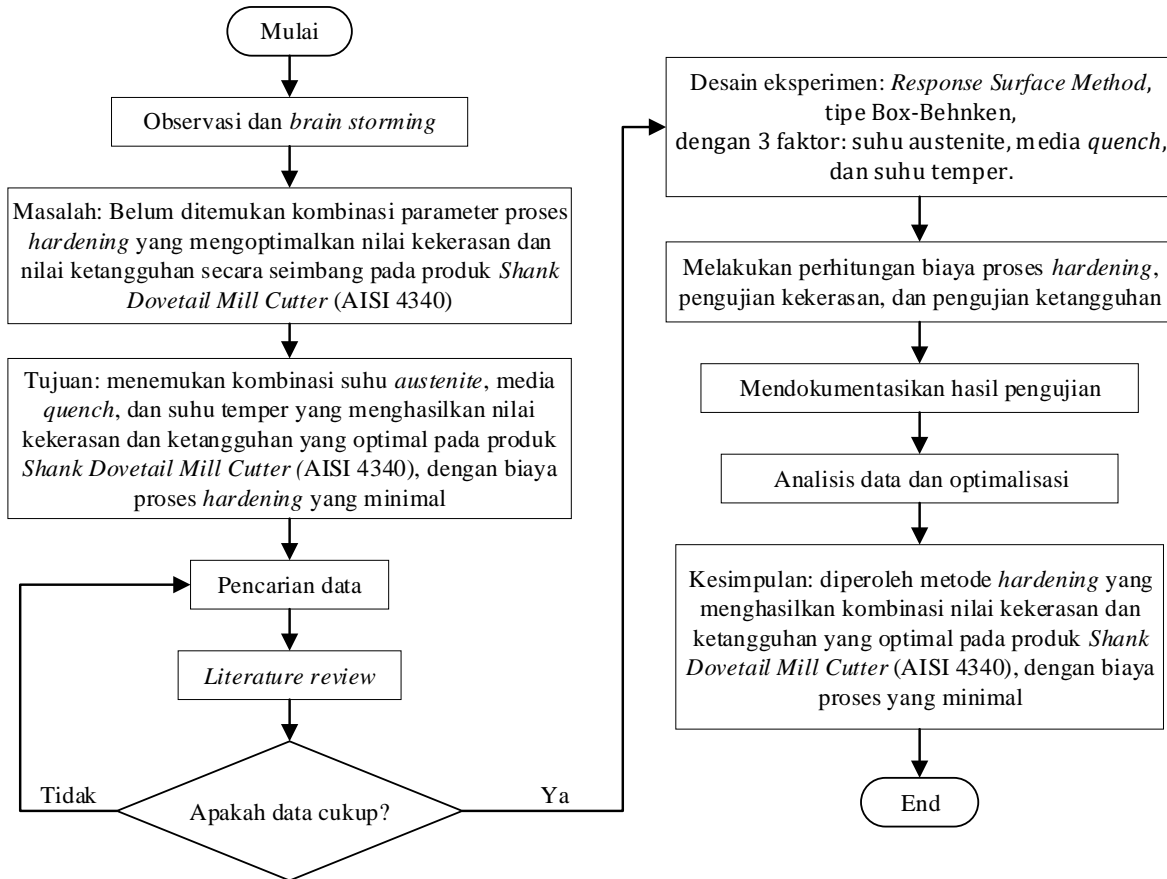 Mulai
Observasi dan brain storming
Masalah: Belum ditemukan kombinasi parameter proses
hardening yang mengoptimalkan nilai kekerasan dan
nilai ketangguhan secara seimbang pada produk Shank
Dovetail Mill Cutter (AISI 4340)
Tujuan: menemukan kombinasi suhu austenite, media
quench, dan suhu temper yang menghasilkan nilai
kekerasan dan ketangguhan yang optimal pada produk
Shank Dovetail Mill Cutter (AISI 4340), dengan biaya
proses hardening yang minimal
Pencarian data
Literature review
Apakah data cukup?
Tidak
Ya
Desain eksperimen: Response Surface Method,
tipe Box-Behnken,
dengan 3 faktor: suhu austenite, media quench,
dan suhu temper.
Melakukan perhitungan biaya proses hardening,
pengujian kekerasan, dan pengujian ketangguhan
Mendokumentasikan hasil pengujian
Analisis data dan optimalisasi
Kesimpulan: diperoleh metode hardening yang
menghasilkan kombinasi nilai kekerasan dan
ketangguhan yang optimal pada produk Shank
Dovetail Mill Cutter (AISI 4340), dengan biaya
proses yang minimal
End